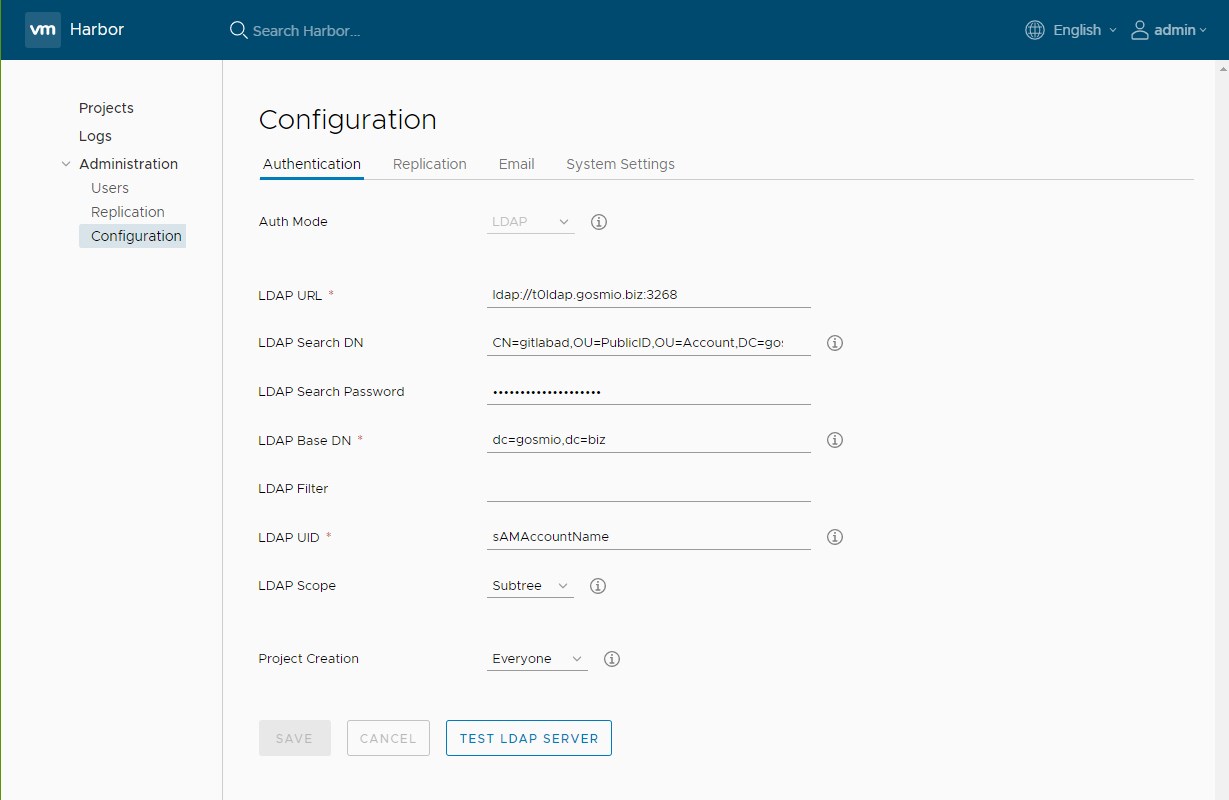 vm Harbor Search Harbor... English admin
Projects
Logs
Administration
Users
Replication
Configuration
Configuration
Authentication Replication Email System Settings
Auth Mode LDAP
LDAP URL * ldap://t0ldap.gosmio.biz:3268
LDAP Search DN CN=gitlabad,OU=PublicID,OU=Account,DC=gos
LDAP Search Password ••••••••••••••••••••
LDAP Base DN * dc=gosmio,dc=biz
LDAP Filter
LDAP UID * sAMAccountName
LDAP Scope Subtree
Project Creation Everyone
SAVE CANCEL TEST LDAP SERVER